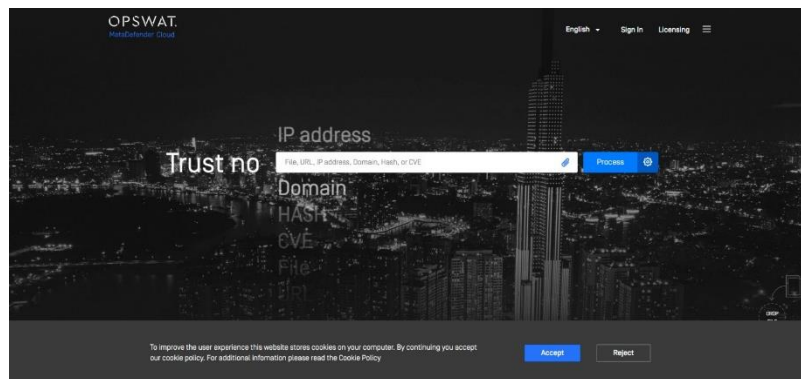 OPSWAT.
MetaDefender Cloud
English
Sign In
Licensing
IP address
Trust no
File, URL, IP address, Domain, Hash, or CVE
Process
Domain
HASH
CVE
File
URL
To improve the user experience this website stores cookies on your computer. By continuing you accept
our cookie policy. For additional infomation please read the Cookie Policy
Accept
Reject